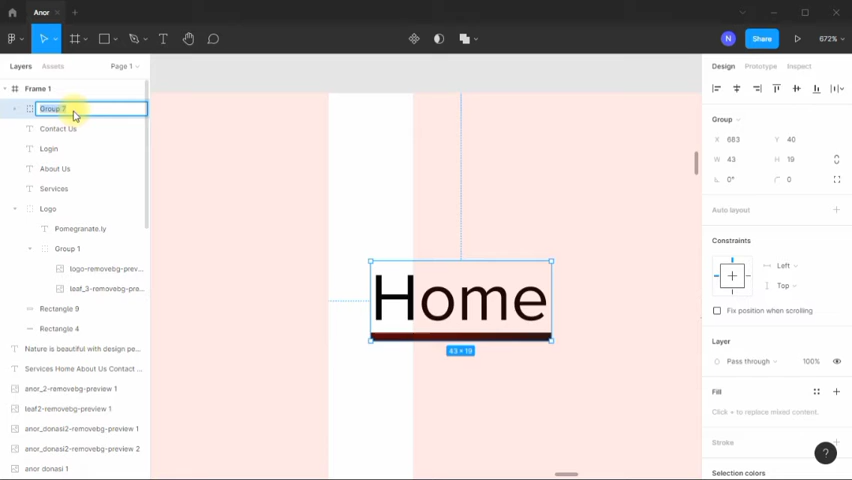 Anor
Share
672%
N
Layers
Assets
Page 1
Design
Prototype
Inspect
Frame 1
Group 7
Contact Us
Login
About Us
Services
Logo
Pomegranate.ly
Group 1
logo-removebg-prev...
leaf_3-removebg-pre...
Rectangle 9
Rectangle 4
Nature is beautiful with design pe...
Services Home About Us Contact ...
anor_2-removebg-preview 1
leaf2-removebg-preview 1
anor_donasi2-removebg-preview 1
anor_donasi2-removebg-preview 2
anor donasi 1
Home
43 × 19
Group
X 683 Y 40
W 43 H 19
0° 0
Auto layout
Constraints
Left
Top
Fix position when scrolling
Layer
Pass through 100%
Fill
Click + to replace mixed content.
Stroke
Selection colors
?